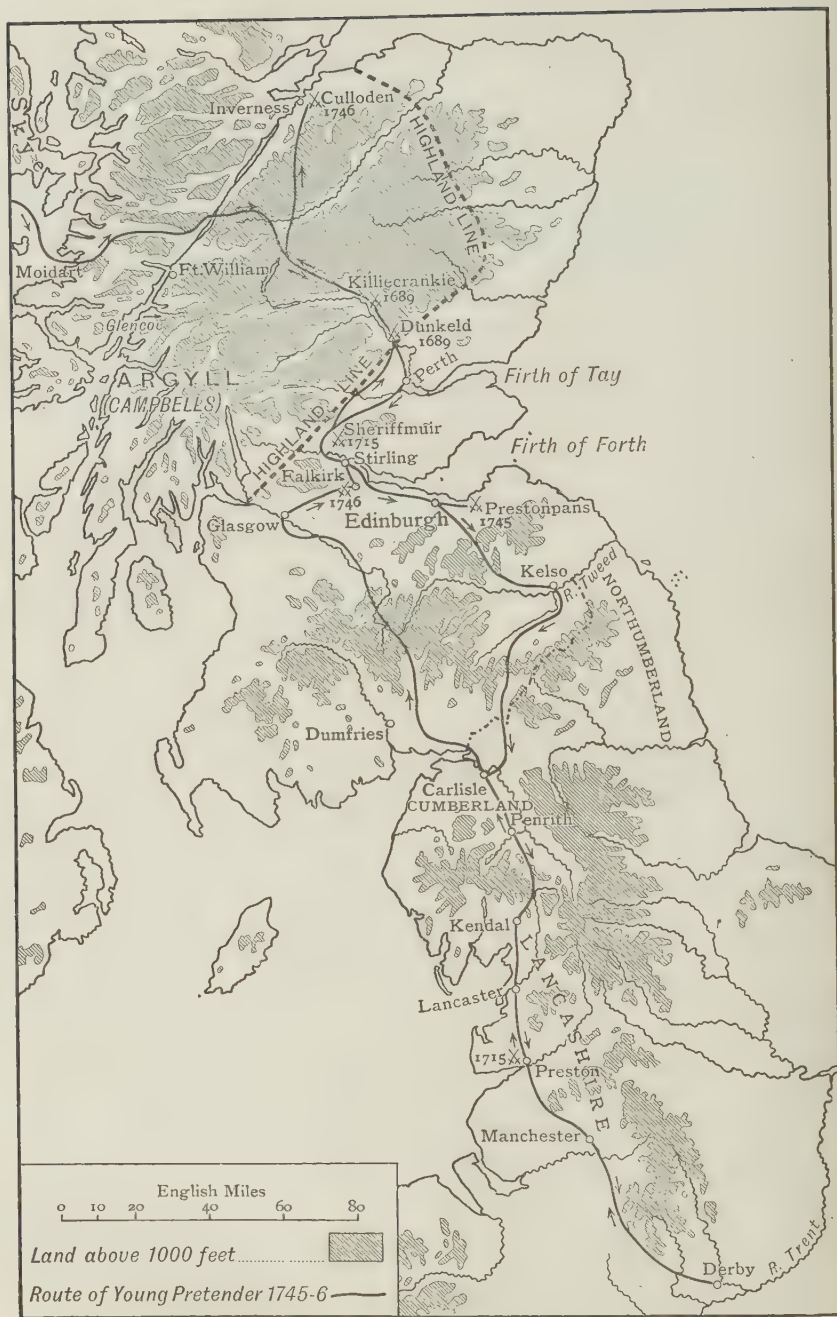 Skye
Inverness
Culloden
1746
HIGHLAND LINE
Moidart
Ft. William
Killiecrankie
1689
Glencoe
Dunkeld
1689
Perth
Firth of Tay
ARGYLL
(CAMPBELLS)
HIGHLAND LINE
Sheriffmuir
1715
Stirling
Firth of Forth
Falkirk
1746
Glasgow
Edinburgh
Prestonpans
1745
Kelso
R. Tweed
NORTHUMBERLAND
Dumfries
Carlisle
CUMBERLAND
Penrith
Kendal
LANCASHIRE
Lancaster
1715
Preston
Manchester
Derby
R. Trent
English Miles
0 10 20 40 60 80
Land above 1000 feet
Route of Young Pretender 1745-6